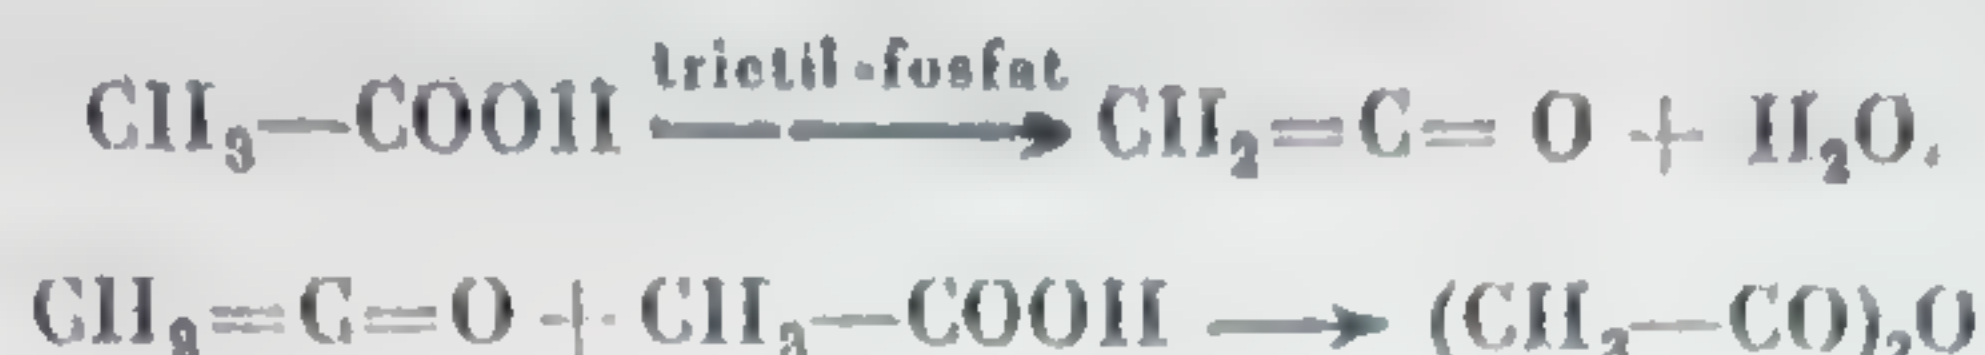 trietil-fosfat
CH₃—COOH ⟶ CH₂=C=O + H₂O.
CH₂=C=O + CH₃—COOH ⟶ (CH₃—CO)₂O